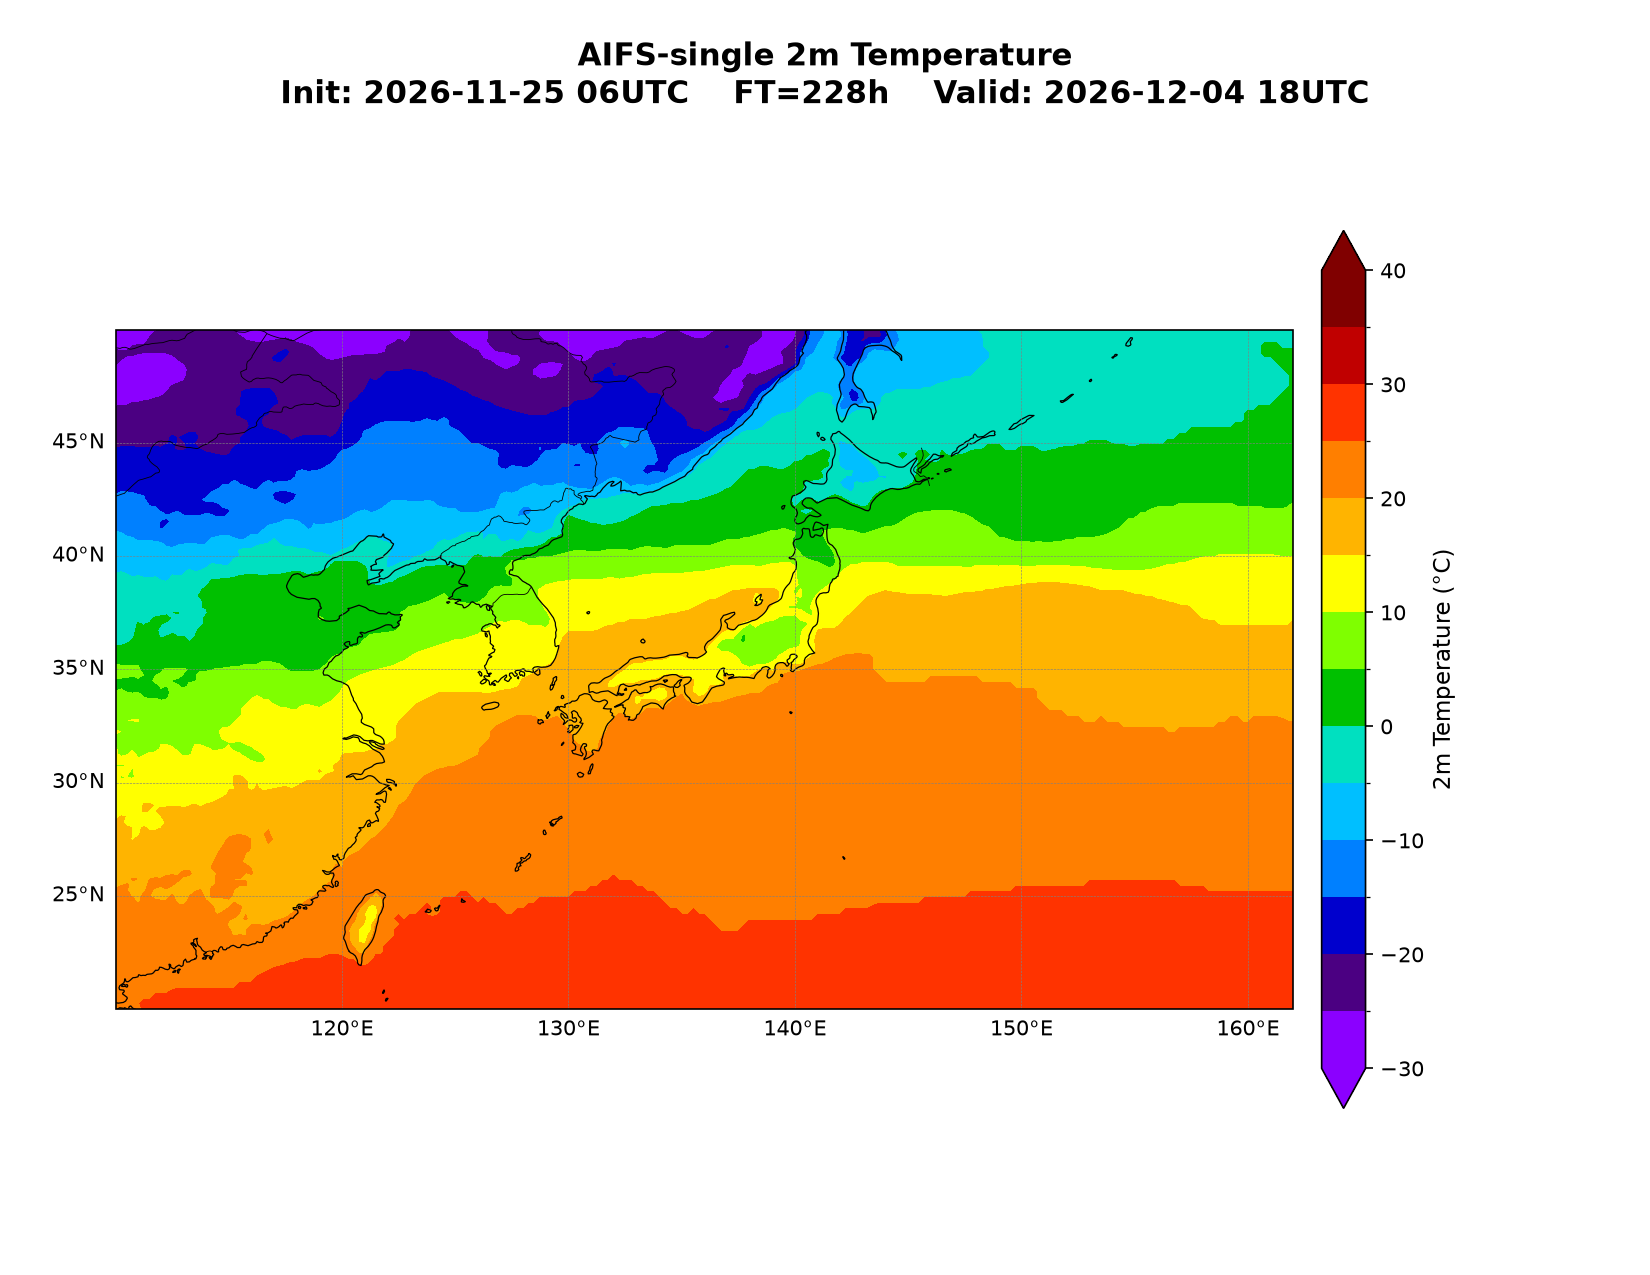 AIFS-single 2m Temperature
Init: 2026-11-25 06UTC    FT=228h    Valid: 2026-12-04 18UTC
45°N
40°N
35°N
30°N
25°N
120°E
130°E
140°E
150°E
160°E
40
30
20
10
0
−10
−20
−30
2m Temperature (°C)